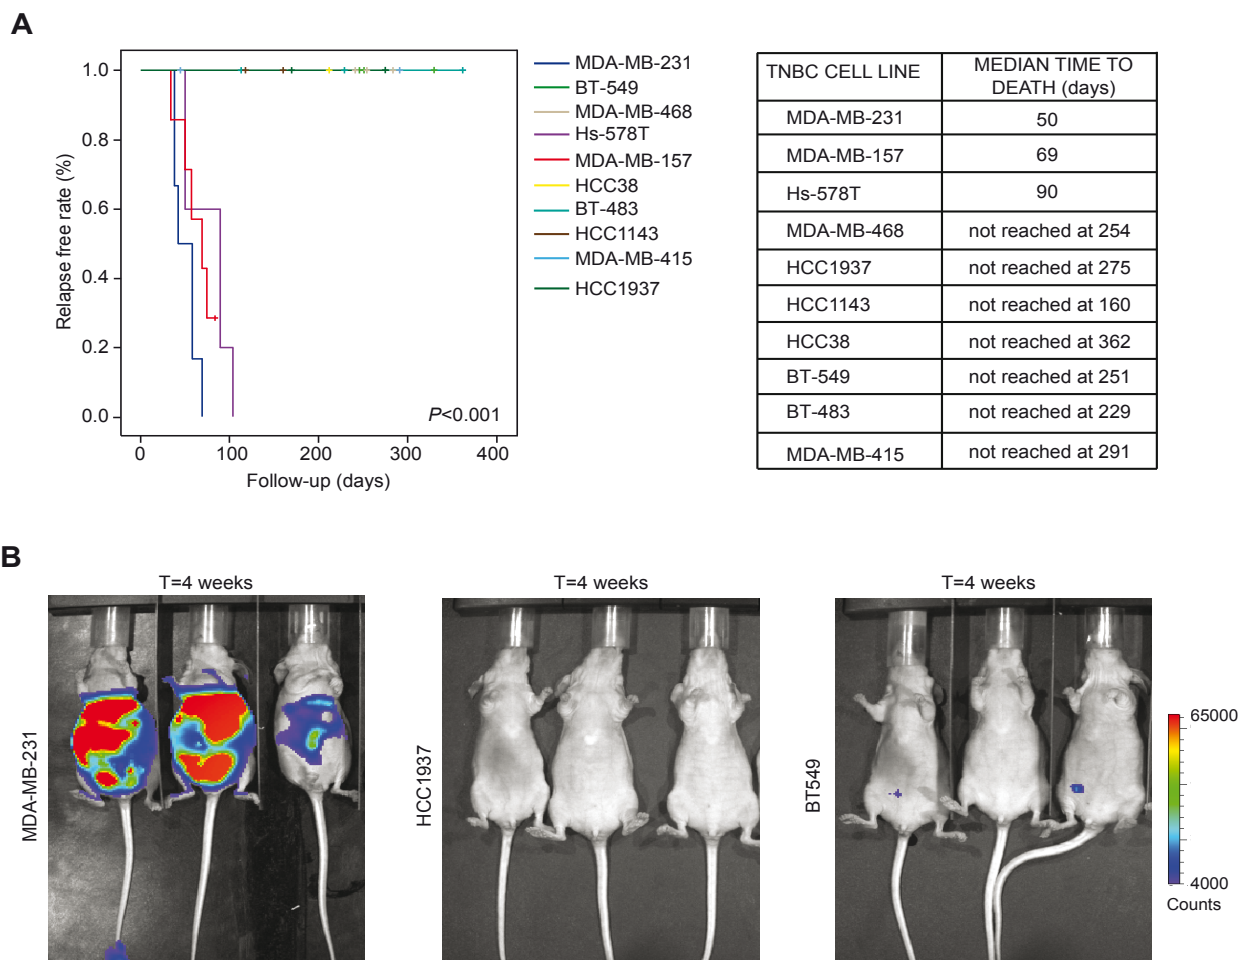 A
1.0
0.8
0.6
0.4
0.2
0.0
Relapse free rate (%)
0 100 200 300 400
Follow-up (days)
P<0.001
MDA-MB-231
BT-549
MDA-MB-468
Hs-578T
MDA-MB-157
HCC38
BT-483
HCC1143
MDA-MB-415
HCC1937
TNBC CELL LINE
MEDIAN TIME TO
DEATH (days)
MDA-MB-231 50
MDA-MB-157 69
Hs-578T 90
MDA-MB-468 not reached at 254
HCC1937 not reached at 275
HCC1143 not reached at 160
HCC38 not reached at 362
BT-549 not reached at 251
BT-483 not reached at 229
MDA-MB-415 not reached at 291
B
T=4 weeks
MDA-MB-231
T=4 weeks
HCC1937
T=4 weeks
BT549
65000
4000
Counts